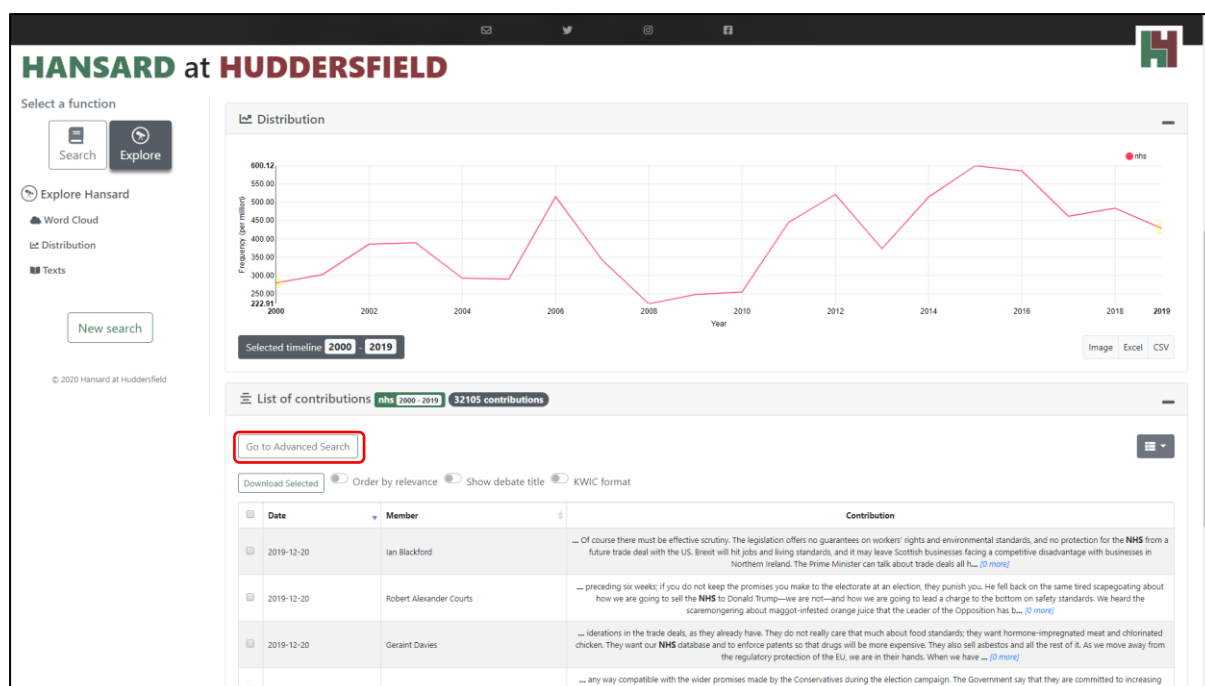 HANSARD at HUDDERSFIELD
Select a function
Search
Explore
Explore Hansard
Word Cloud
Distribution
Texts
New search
© 2020 Hansard at Huddersfield
Distribution
nhs
Frequency (per million)
600.12
550.00
500.00
450.00
400.00
350.00
300.00
250.00
222.91
2000 2002 2004 2006 2008 2010 2012 2014 2016 2018 2019
Year
Selected timeline 2000 - 2019
Image Excel CSV
List of contributions nhs 2000 - 2019 32105 contributions
Go to Advanced Search
Download Selected Order by relevance Show debate title KWIC format
Date Member Contribution
2019-12-20 Ian Blackford
... Of course there must be effective scrutiny. The legislation offers no guarantees on workers' rights and environmental standards, and no protection for the NHS from a
future trade deal with the US. Brexit will hit jobs and living standards, and it may leave Scottish businesses facing a competitive disadvantage with businesses in
Northern Ireland. The Prime Minister can talk about trade deals all h... [0 more]
2019-12-20 Robert Alexander Courts
... preceding six weeks; if you do not keep the promises you make to the electorate at an election, they punish you. He fell back on the same tired scapegoating about
how we are going to sell the NHS to Donald Trump—we are not—and how we are going to lead a charge to the bottom on safety standards. We heard the
scaremongering about maggot-infested orange juice that the Leader of the Opposition has b... [0 more]
2019-12-20 Geraint Davies
... iderations in the trade deals, as they already have. They do not really care that much about food standards; they want hormone-impregnated meat and chlorinated
chicken. They want our NHS database and to enforce patents so that drugs will be more expensive. They also sell asbestos and all the rest of it. As we move away from
the regulatory protection of the EU, we are in their hands. When we have ... [0 more]
... any way compatible with the wider promises made by the Conservatives during the election campaign. The Government say that they are committed to increasing